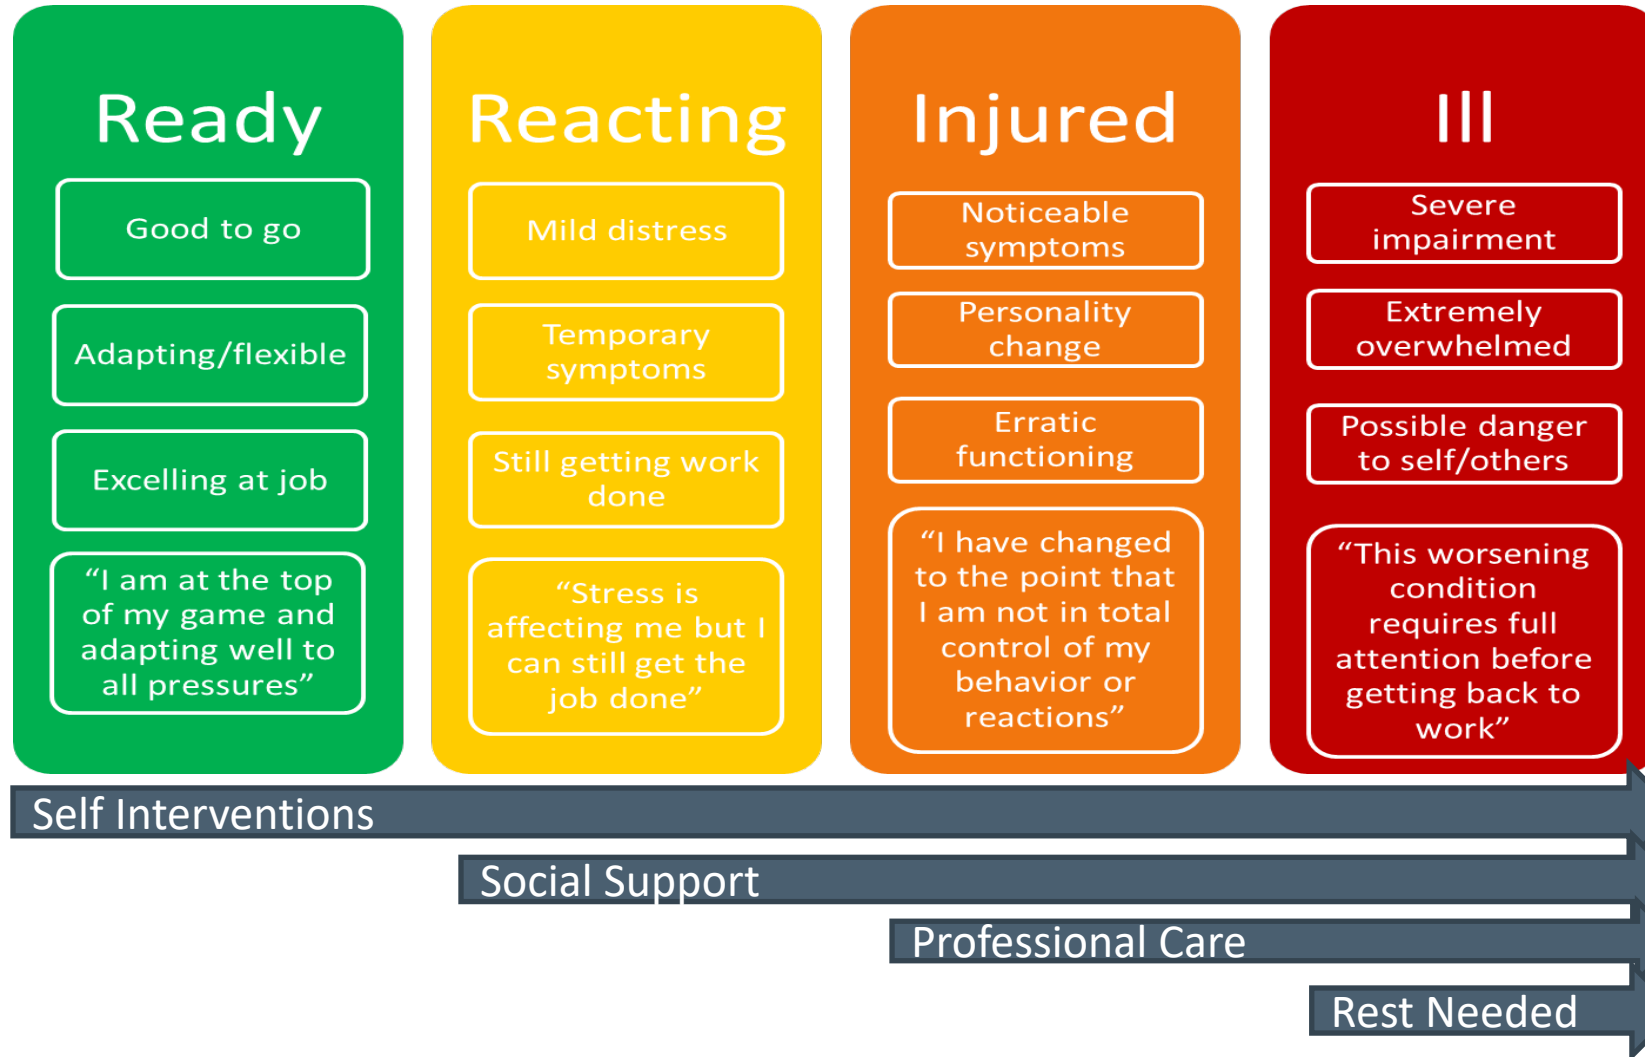 Ready
Good to go
Adapting/flexible
Excelling at job
“I am at the top
of my game and
adapting well to
all pressures”
Reacting
Mild distress
Temporary
symptoms
Still getting work
done
“Stress is
affecting me but I
can still get the
job done”
Injured
Noticeable
symptoms
Personality
change
Erratic
functioning
“I have changed
to the point that
I am not in total
control of my
behavior or
reactions”
Ill
Severe
impairment
Extremely
overwhelmed
Possible danger
to self/others
“This worsening
condition
requires full
attention before
getting back to
work”
Self Interventions
Social Support
Professional Care
Rest Needed